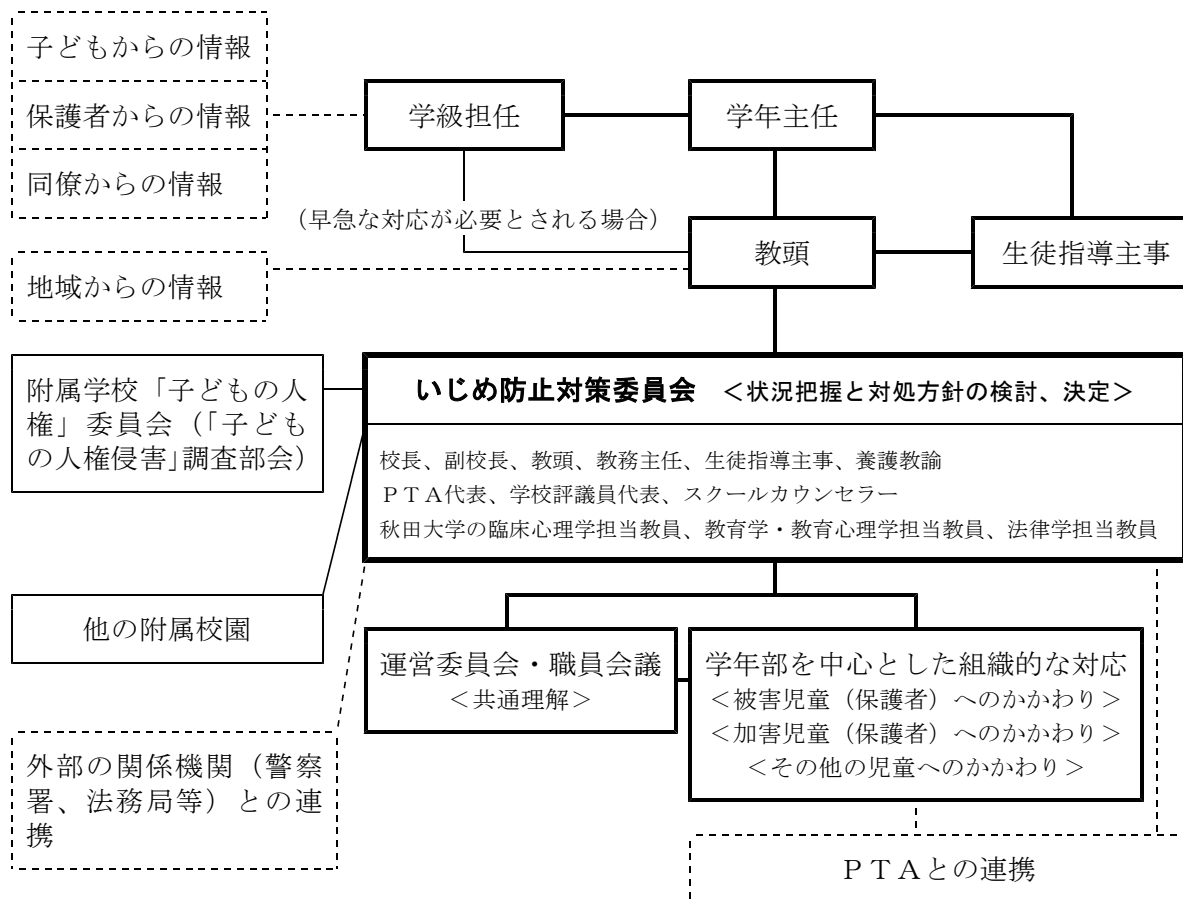 子どもからの情報
保護者からの情報
同僚からの情報
学級担任
学年主任
（早急な対応が必要とされる場合）
地域からの情報
教頭
生徒指導主事
附属学校「子どもの人
権」委員会（「子ども
の人権侵害」調査部会）
他の附属校園
いじめ防止対策委員会　＜状況把握と対処方針の検討、決定＞
校長、副校長、教頭、教務主任、生徒指導主事、養護教諭
ＰＴＡ代表、学校評議員代表、スクールカウンセラー
秋田大学の臨床心理学担当教員、教育学・教育心理学担当教員、法律学担当教員
運営委員会・職員会議
＜共通理解＞
学年部を中心とした組織的な対応
＜被害児童（保護者）へのかかわり＞
＜加害児童（保護者）へのかかわり＞
＜その他の児童へのかかわり＞
外部の関係機関（警察
署、法務局等）との連
携
ＰＴＡとの連携